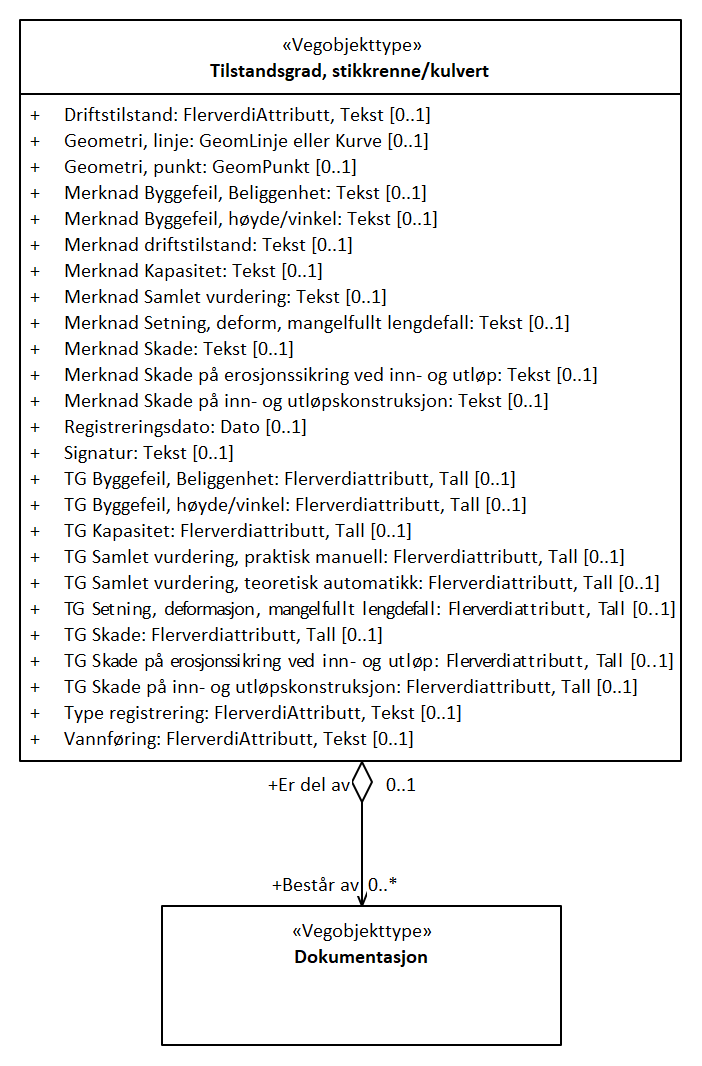 «Vegobjekttype»
Tilstandsgrad, stikkrenne/kulvert
+ Driftstilstand: FlerverdiAttributt, Tekst [0..1]
+ Geometri, linje: GeomLinje eller Kurve [0..1]
+ Geometri, punkt: GeomPunkt [0..1]
+ Merknad Byggefeil, Beliggenhet: Tekst [0..1]
+ Merknad Byggefeil, høyde/vinkel: Tekst [0..1]
+ Merknad driftstilstand: Tekst [0..1]
+ Merknad Kapasitet: Tekst [0..1]
+ Merknad Samlet vurdering: Tekst [0..1]
+ Merknad Setning, deform, mangelfullt lengdefall: Tekst [0..1]
+ Merknad Skade: Tekst [0..1]
+ Merknad Skade på erosjonssikring ved inn- og utløp: Tekst [0..1]
+ Merknad Skade på inn- og utløpskonstruksjon: Tekst [0..1]
+ Registreringsdato: Dato [0..1]
+ Signatur: Tekst [0..1]
+ TG Byggefeil, Beliggenhet: Flerverdiattributt, Tall [0..1]
+ TG Byggefeil, høyde/vinkel: Flerverdiattributt, Tall [0..1]
+ TG Kapasitet: Flerverdiattributt, Tall [0..1]
+ TG Samlet vurdering, praktisk manuell: Flerverdiattributt, Tall [0..1]
+ TG Samlet vurdering, teoretisk automatikk: Flerverdiattributt, Tall [0..1]
+ TG Setning, deformasjon, mangelfullt lengdefall: Flerverdiattributt, Tall [0..1]
+ TG Skade: Flerverdiattributt, Tall [0..1]
+ TG Skade på erosjonssikring ved inn- og utløp: Flerverdiattributt, Tall [0..1]
+ TG Skade på inn- og utløpskonstruksjon: Flerverdiattributt, Tall [0..1]
+ Type registrering: FlerverdiAttributt, Tekst [0..1]
+ Vannføring: FlerverdiAttributt, Tekst [0..1]
+Er del av 0..1
+Består av 0..*
«Vegobjekttype»
Dokumentasjon